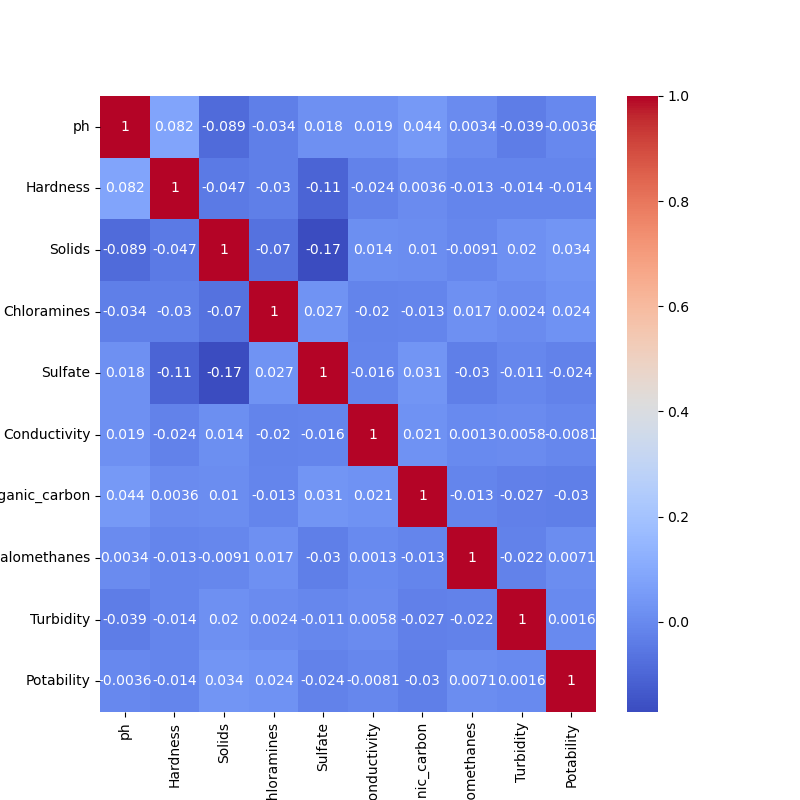 1.0
ph 1 0.082 -0.089 -0.034 0.018 0.019 0.044 0.0034 -0.039 -0.0036
Hardness 0.082 1 -0.047 -0.03 -0.11 -0.024 0.0036 -0.013 -0.014 -0.014
0.8
Solids -0.089 -0.047 1 -0.07 -0.17 0.014 0.01 -0.0091 0.02 0.034
Chloramines -0.034 -0.03 -0.07 1 0.027 -0.02 -0.013 0.017 0.0024 0.024
0.6
Sulfate 0.018 -0.11 -0.17 0.027 1 -0.016 0.031 -0.03 -0.011 -0.024
0.4
Conductivity 0.019 -0.024 0.014 -0.02 -0.016 1 0.021 0.0013 0.0058 -0.0081
ganic_carbon 0.044 0.0036 0.01 -0.013 0.031 0.021 1 -0.013 -0.027 -0.03
0.2
alomethanes 0.0034 -0.013 -0.0091 0.017 -0.03 0.0013 -0.013 1 -0.022 0.0071
Turbidity -0.039 -0.014 0.02 0.0024 -0.011 0.0058 -0.027 -0.022 1 0.0016
0.0
Potability -0.0036 -0.014 0.034 0.024 -0.024 -0.0081 -0.03 0.0071 0.0016 1
ph
Hardness
Solids
hloramines
Sulfate
onductivity
nic_carbon
omethanes
Turbidity
Potability